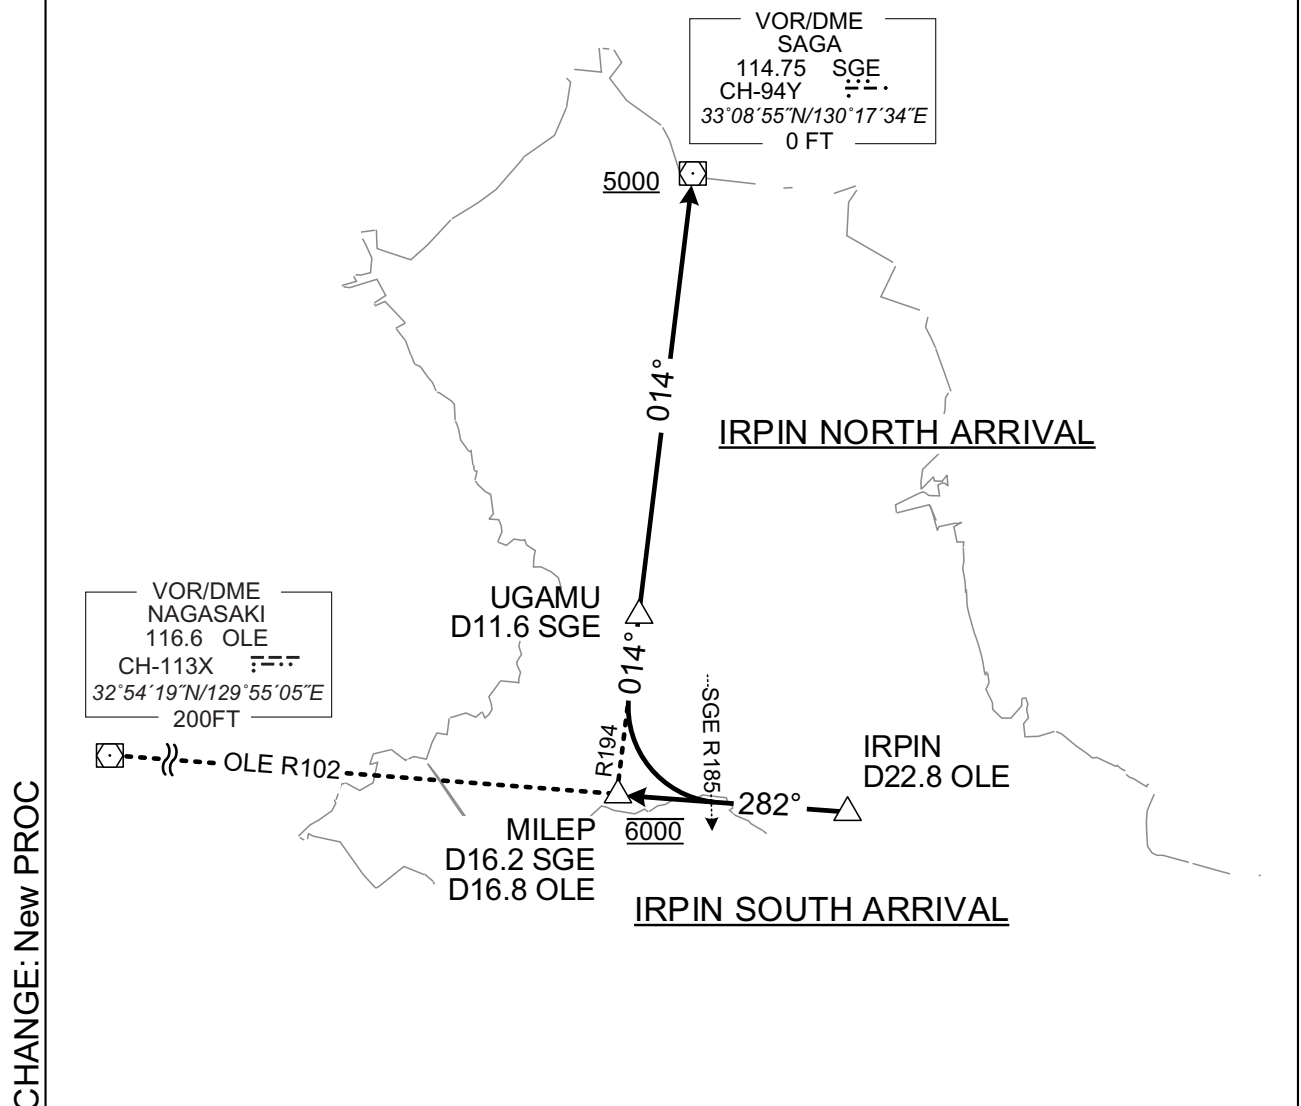 VOR/DME
SAGA
114.75 SGE
CH-94Y
33°08´55˝N/130°17´34˝E
0 FT
5000
014°
IRPIN NORTH ARRIVAL
UGAMU
D11.6 SGE
VOR/DME
NAGASAKI
116.6 OLE
CH-113X
32°54´19˝N/129°55´05˝E
200FT
014°
SGE R185
R194
OLE R102
IRPIN
D22.8 OLE
282°
6000
MILEP
D16.2 SGE
D16.8 OLE
IRPIN SOUTH ARRIVAL
CHANGE: New PROC